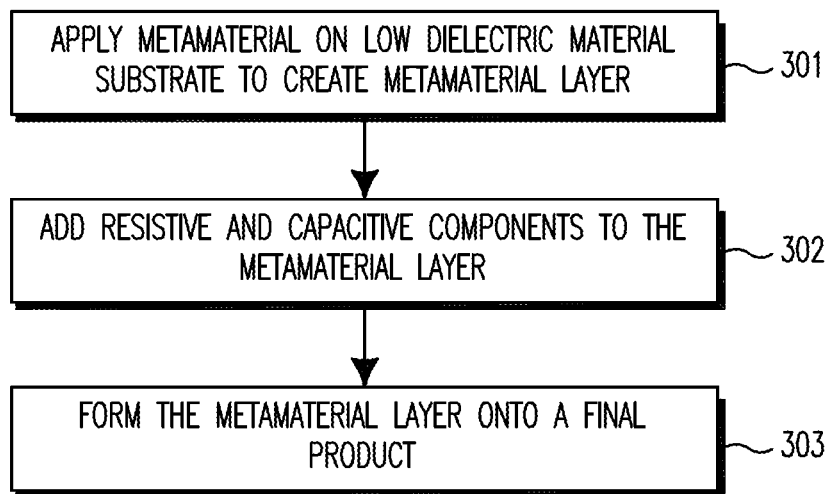 APPLY METAMATERIAL ON LOW DIELECTRIC MATERIAL
SUBSTRATE TO CREATE METAMATERIAL LAYER
301
ADD RESISTIVE AND CAPACITIVE COMPONENTS TO THE
METAMATERIAL LAYER
302
FORM THE METAMATERIAL LAYER ONTO A FINAL
PRODUCT
303